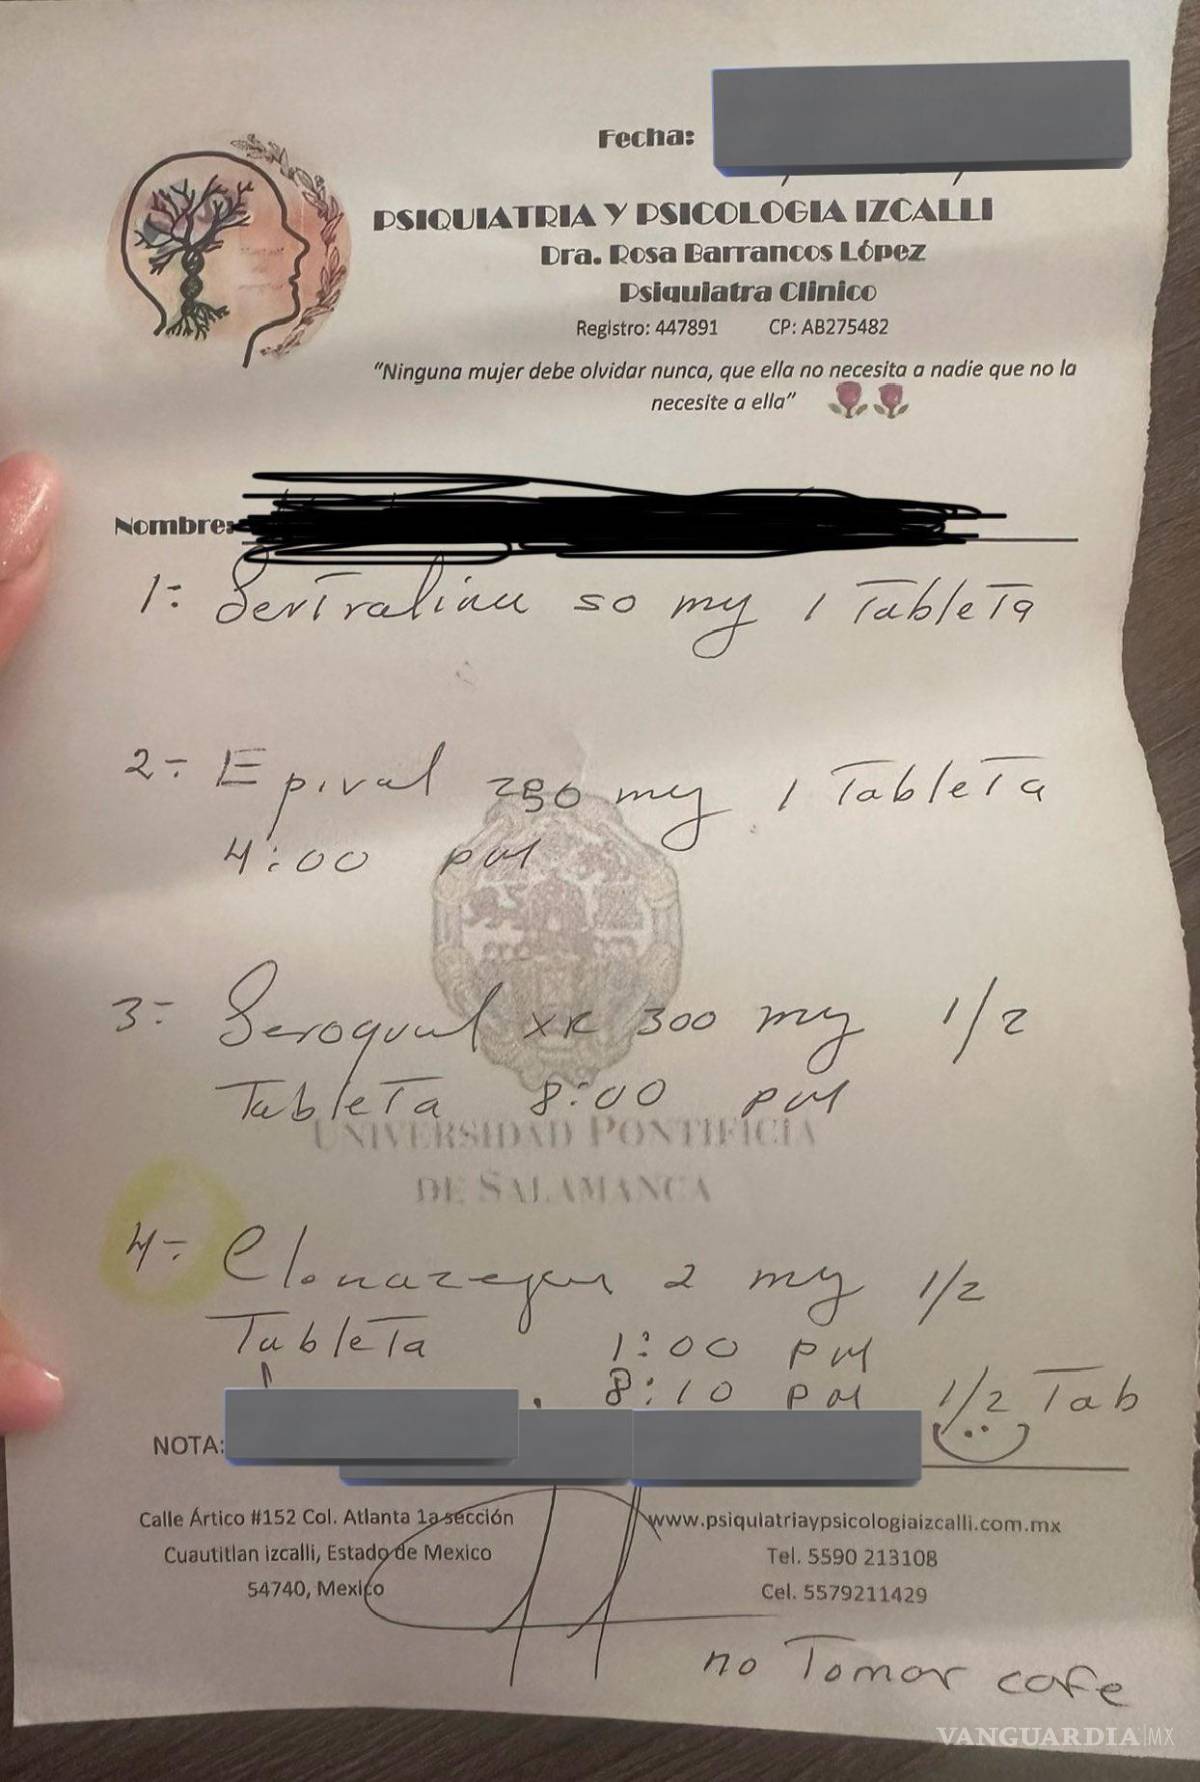 Fecha:
PSIQUIATRIA Y PSICOLOGIA IZCALLI
Dra. Rosa Barrancos López
Psiquiatra Clinico
Registro: 447891 CP: AB275482
“Ninguna mujer debe olvidar nunca, que ella no necesita a nadie que no la
necesite a ella”
Nombre:
1:- Sertralina 50 mg 1 Tableta
2:- Epival 250 mg 1 Tableta
4:00 pm
3:- Seroquel XR 300 mg 1/2
Tableta 8:00 pm
UNIVERSIDAD PONTIFICIA
DE SALAMANCA
4:- Clonazepam 2 mg 1/2
Tableta 1:00 pm
8:10 pm 1/2 Tab
NOTA:
Calle Ártico #152 Col. Atlanta 1a sección
Cuautitlan izcalli, Estado de Mexico
54740, Mexico
www.psiquiatriaypsicologiaizcalli.com.mx
Tel. 5590 213108
Cel. 5579211429
no Tomar cafe
VANGUARDIA|MX